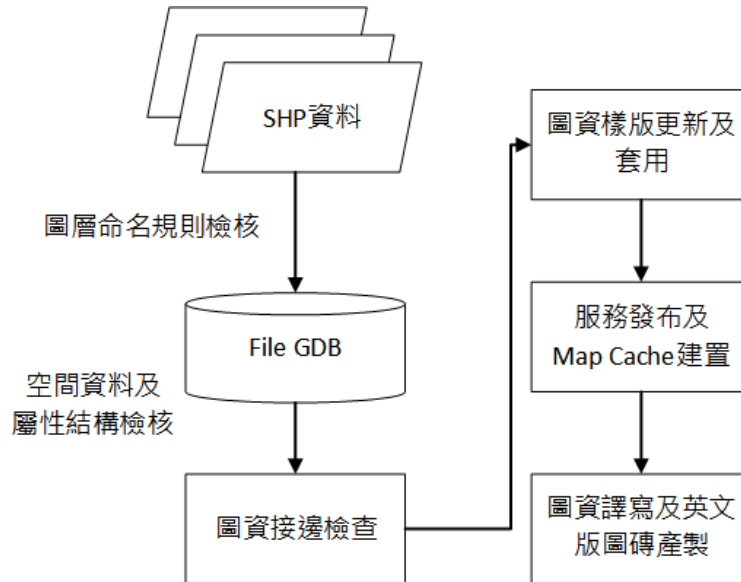 SHP資料
圖層命名規則檢核
File GDB
空間資料及
屬性結構檢核
圖資接邊檢查
圖資樣版更新及
套用
服務發布及
Map Cache建置
圖資譯寫及英文
版圖磚產製